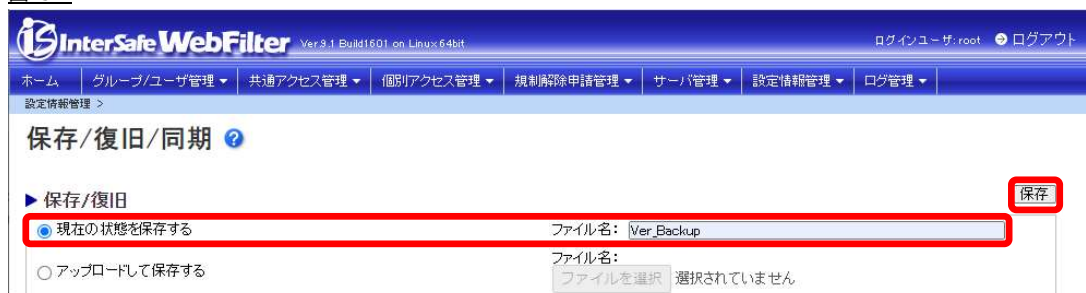 InterSafe WebFilter Ver.9.1 Build1601 on Linux64bit ログインユーザ:root ログアウト
ホーム グループ/ユーザ管理▼ 共通アクセス管理▼ 個別アクセス管理▼ 規制解除申請管理▼ サーバ管理▼ 設定情報管理▼ ログ管理▼
設定情報管理 >
保存/復旧/同期 ?
▶ 保存/復旧 保存
現在の状態を保存する ファイル名: Ver_Backup
アップロードして保存する ファイル名:
ファイルを選択 選択されていません